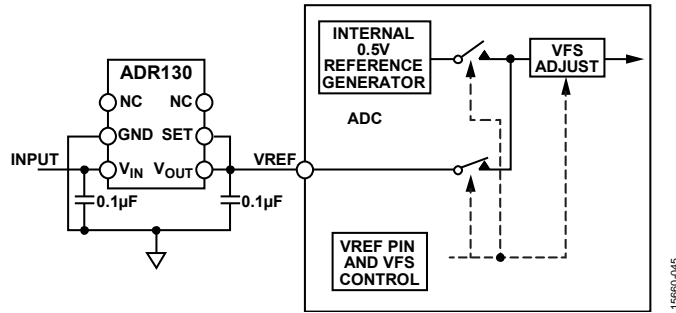 INTERNAL
0.5V
REFERENCE
GENERATOR
VFS
ADJUST
ADR130
NC NC
ADC
GND SET
INPUT
VIN VOUT
VREF
0.1µF 0.1µF
VREF PIN
AND VFS
CONTROL
15660-045